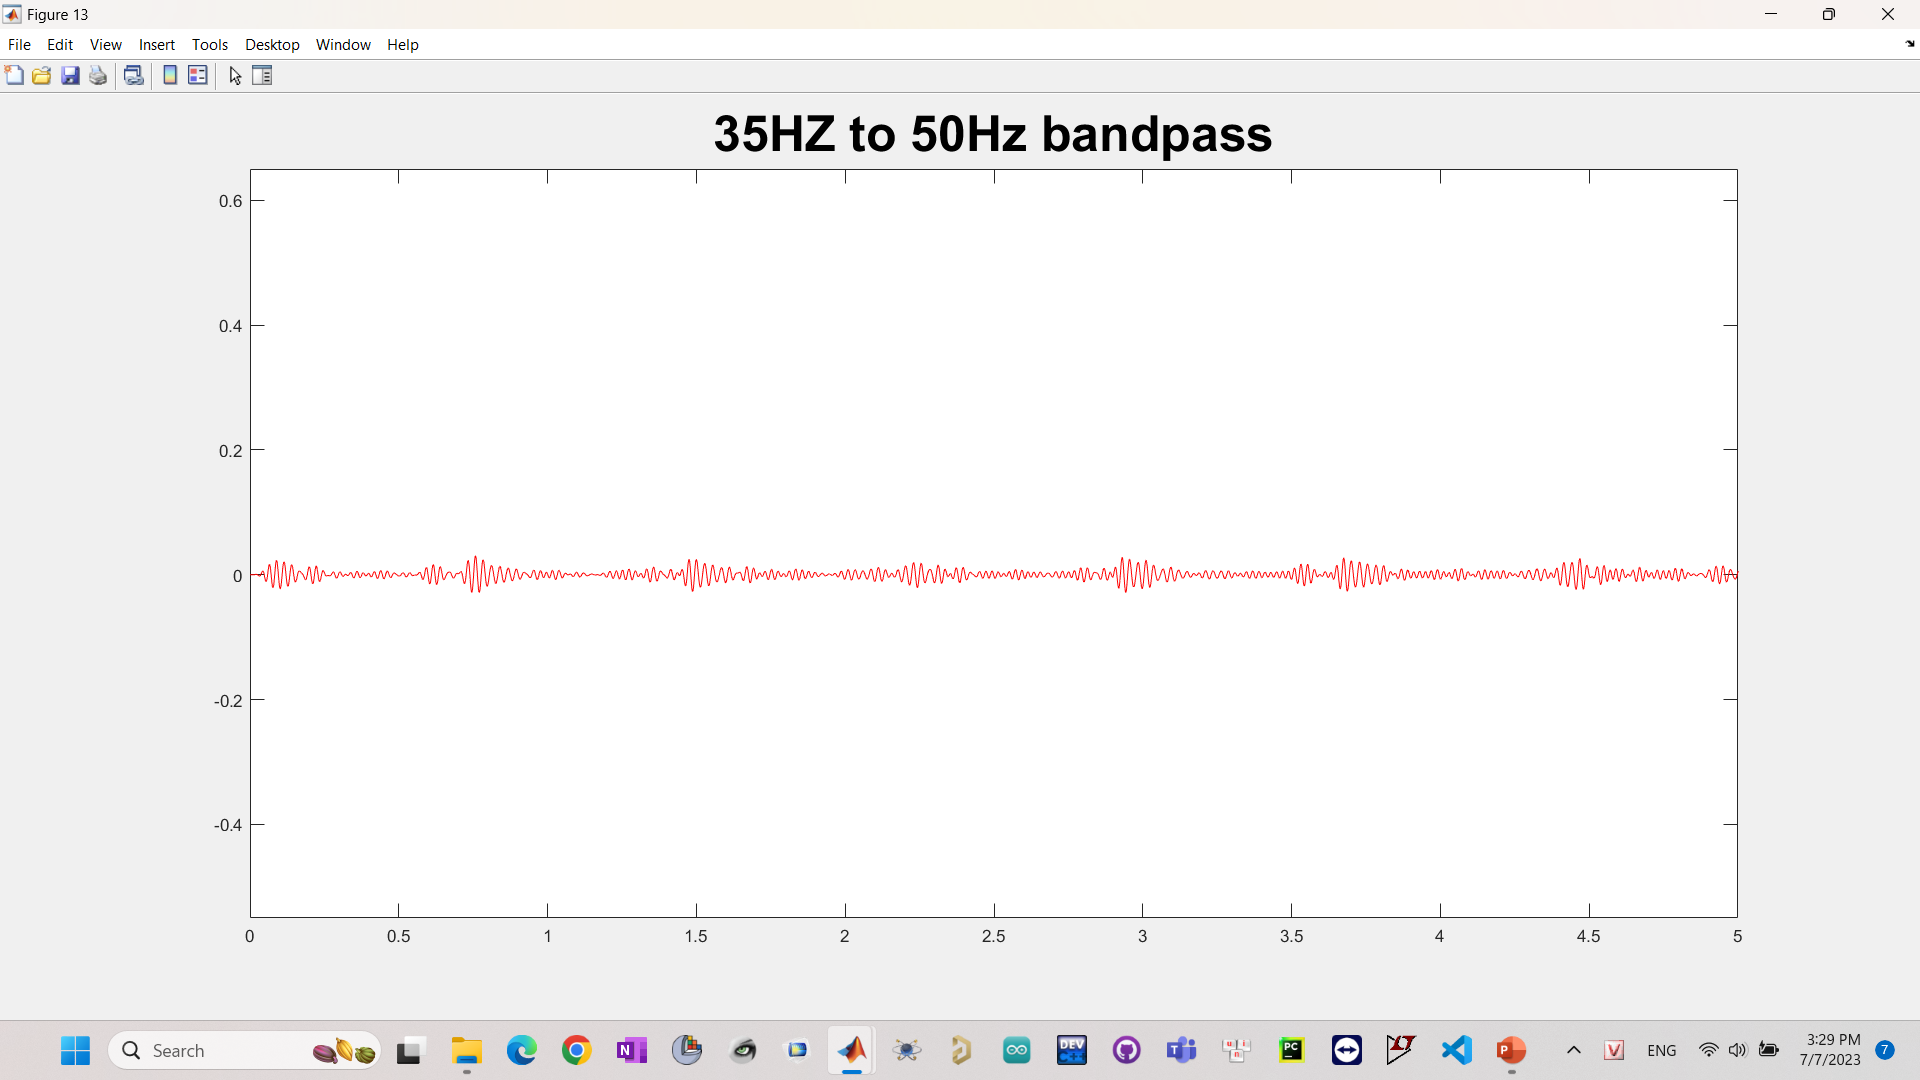 Figure 13
File Edit View Insert Tools Desktop Window Help
35HZ to 50Hz bandpass
0.6
0.4
0.2
0
-0.2
-0.4
0 0.5 1 1.5 2 2.5 3 3.5 4 4.5 5
Search
N
DEV
C++
PC
P
V
ENG
3:29 PM
7/7/2023
7